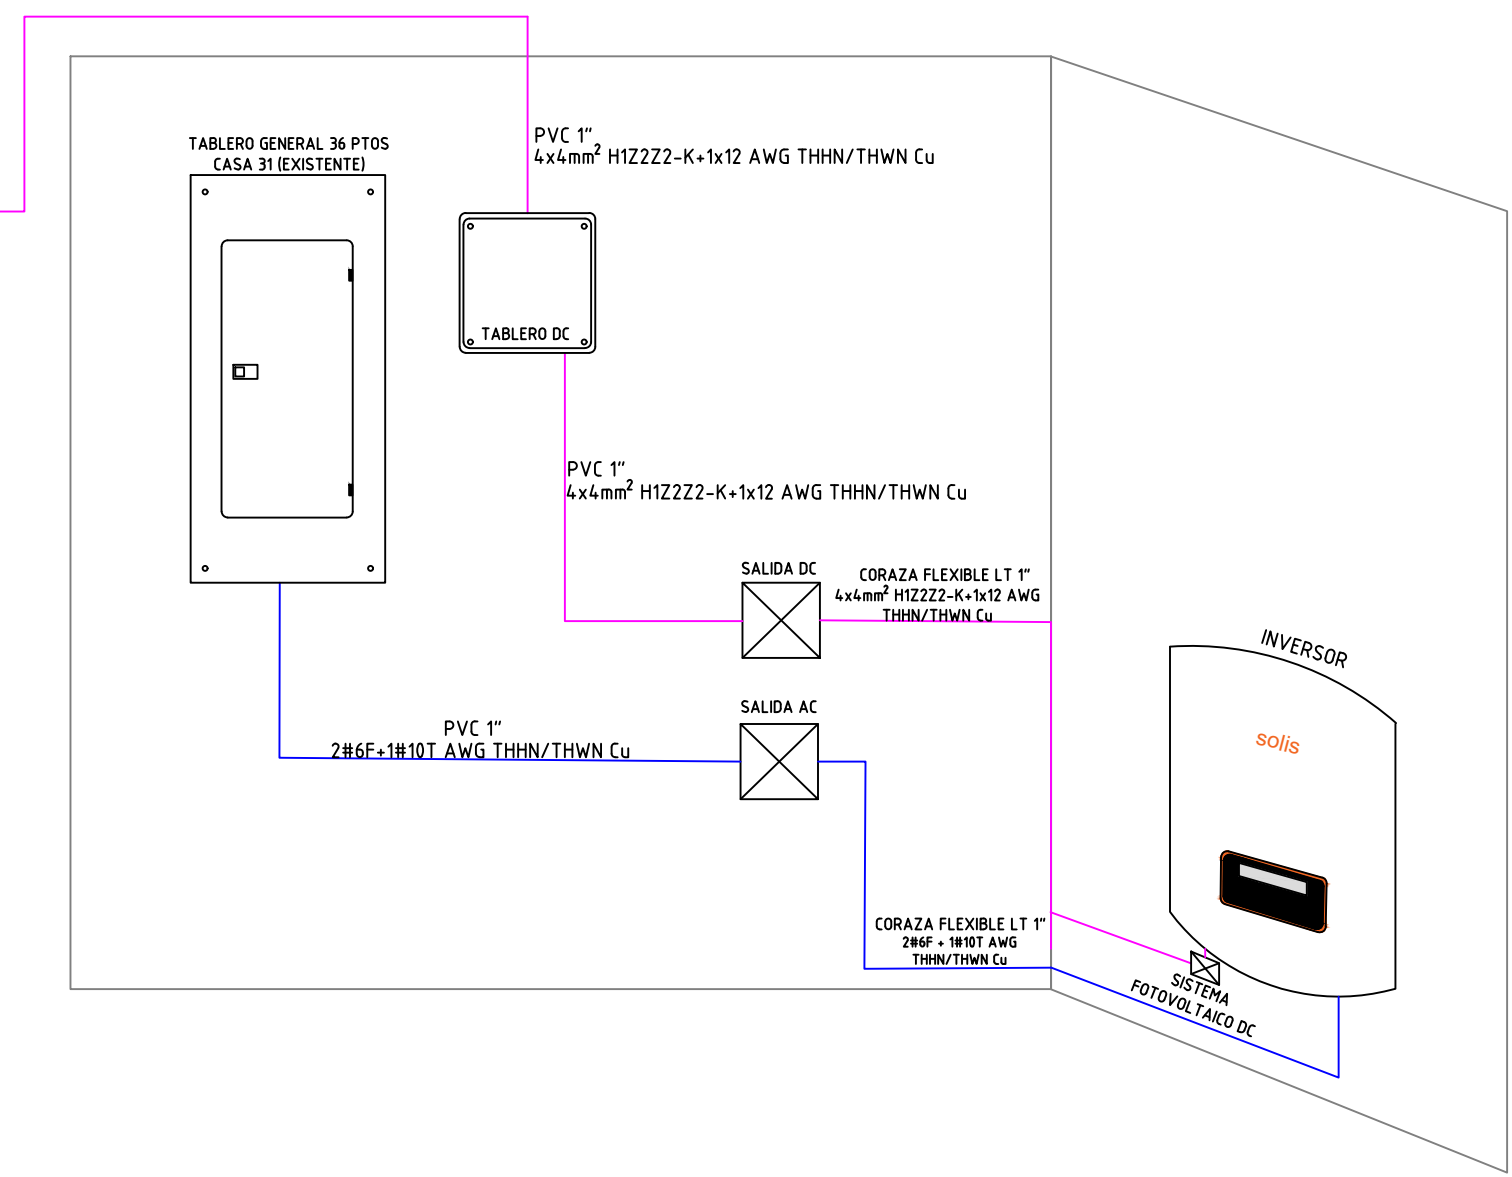 TABLERO GENERAL 36 PTOS
CASA 31 (EXISTENTE)
PVC 1"
4x4mm² H1Z2Z2-K+1x12 AWG THHN/THWN Cu
TABLERO DC
PVC 1"
4x4mm² H1Z2Z2-K+1x12 AWG THHN/THWN Cu
SALIDA DC
CORAZA FLEXIBLE LT 1"
4x4mm² H1Z2Z2-K+1x12 AWG
THHN/THWN Cu
INVERSOR
solis
SALIDA AC
PVC 1"
2#6F+1#10T AWG THHN/THWN Cu
CORAZA FLEXIBLE LT 1"
2#6F + 1#10T AWG
THHN/THWN Cu
SISTEMA
FOTOVOLTAICO DC